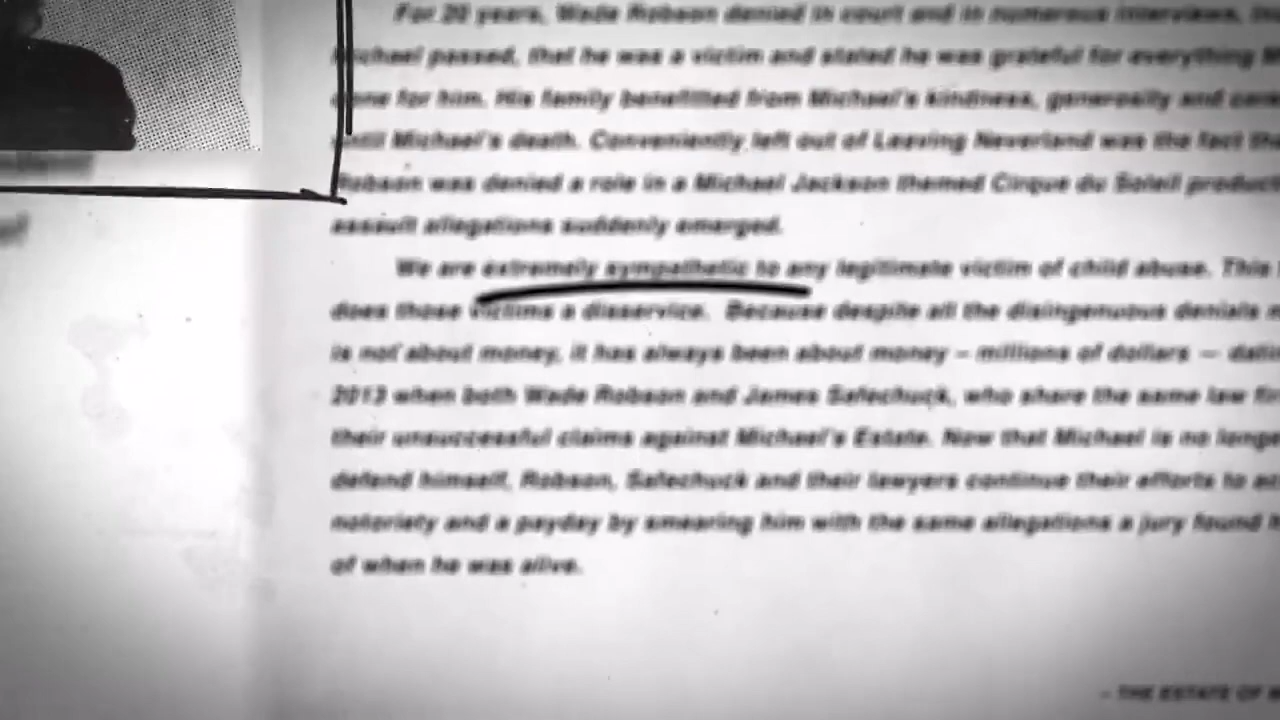 For 20 years, Wade Robson denied in court and in numerous interviews,
Michael passed, that he was a victim and stated he was grateful for everything
done for him. His family benefitted from Michael's kindness, generosity and
until Michael's death. Conveniently left out of Leaving Neverland was the fact
Robson was denied a role in a Michael Jackson themed Cirque du Soleil
assault allegations suddenly emerged.
We are extremely sympathetic to any legitimate victim of child abuse. This
does those victims a disservice. Because despite all the disingenuous denials
is not about money, it has always been about money – millions of dollars —
2013 when both Wade Robson and James Safechuck, who share the same law
their unsuccessful claims against Michael's Estate. Now that Michael is no
defend himself, Robson, Safechuck and their lawyers continue their efforts to
notoriety and a payday by smearing him with the same allegations a jury found
of when he was alive.
– THE ESTATE OF